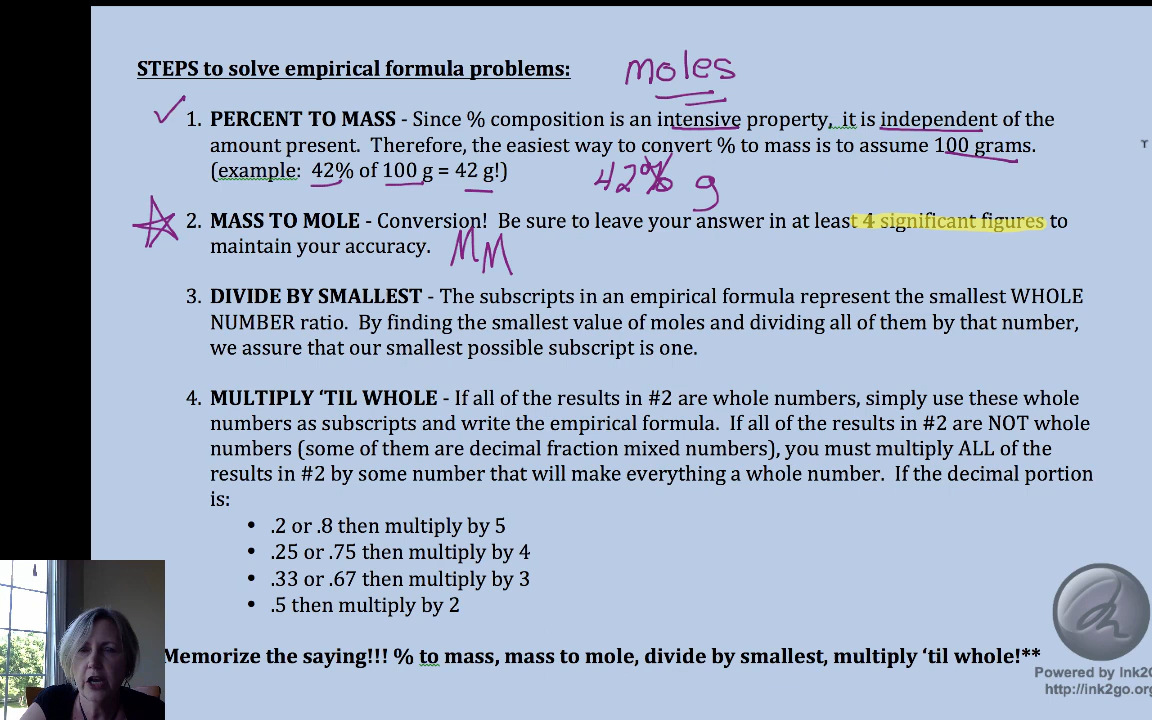 STEPS to solve empirical formula problems:
moles
1. PERCENT TO MASS - Since % composition is an intensive property, it is independent of the
amount present. Therefore, the easiest way to convert % to mass is to assume 100 grams.
(example: 42% of 100 g = 42 g!)
42% g
2. MASS TO MOLE - Conversion! Be sure to leave your answer in at least 4 significant figures to
maintain your accuracy.
MM
3. DIVIDE BY SMALLEST - The subscripts in an empirical formula represent the smallest WHOLE
NUMBER ratio. By finding the smallest value of moles and dividing all of them by that number,
we assure that our smallest possible subscript is one.
4. MULTIPLY ‘TIL WHOLE - If all of the results in #2 are whole numbers, simply use these whole
numbers as subscripts and write the empirical formula. If all of the results in #2 are NOT whole
numbers (some of them are decimal fraction mixed numbers), you must multiply ALL of the
results in #2 by some number that will make everything a whole number. If the decimal portion
is:
• .2 or .8 then multiply by 5
• .25 or .75 then multiply by 4
• .33 or .67 then multiply by 3
• .5 then multiply by 2
Memorize the saying!!! % to mass, mass to mole, divide by smallest, multiply ‘til whole!**
Powered by Ink2G
http://ink2go.org